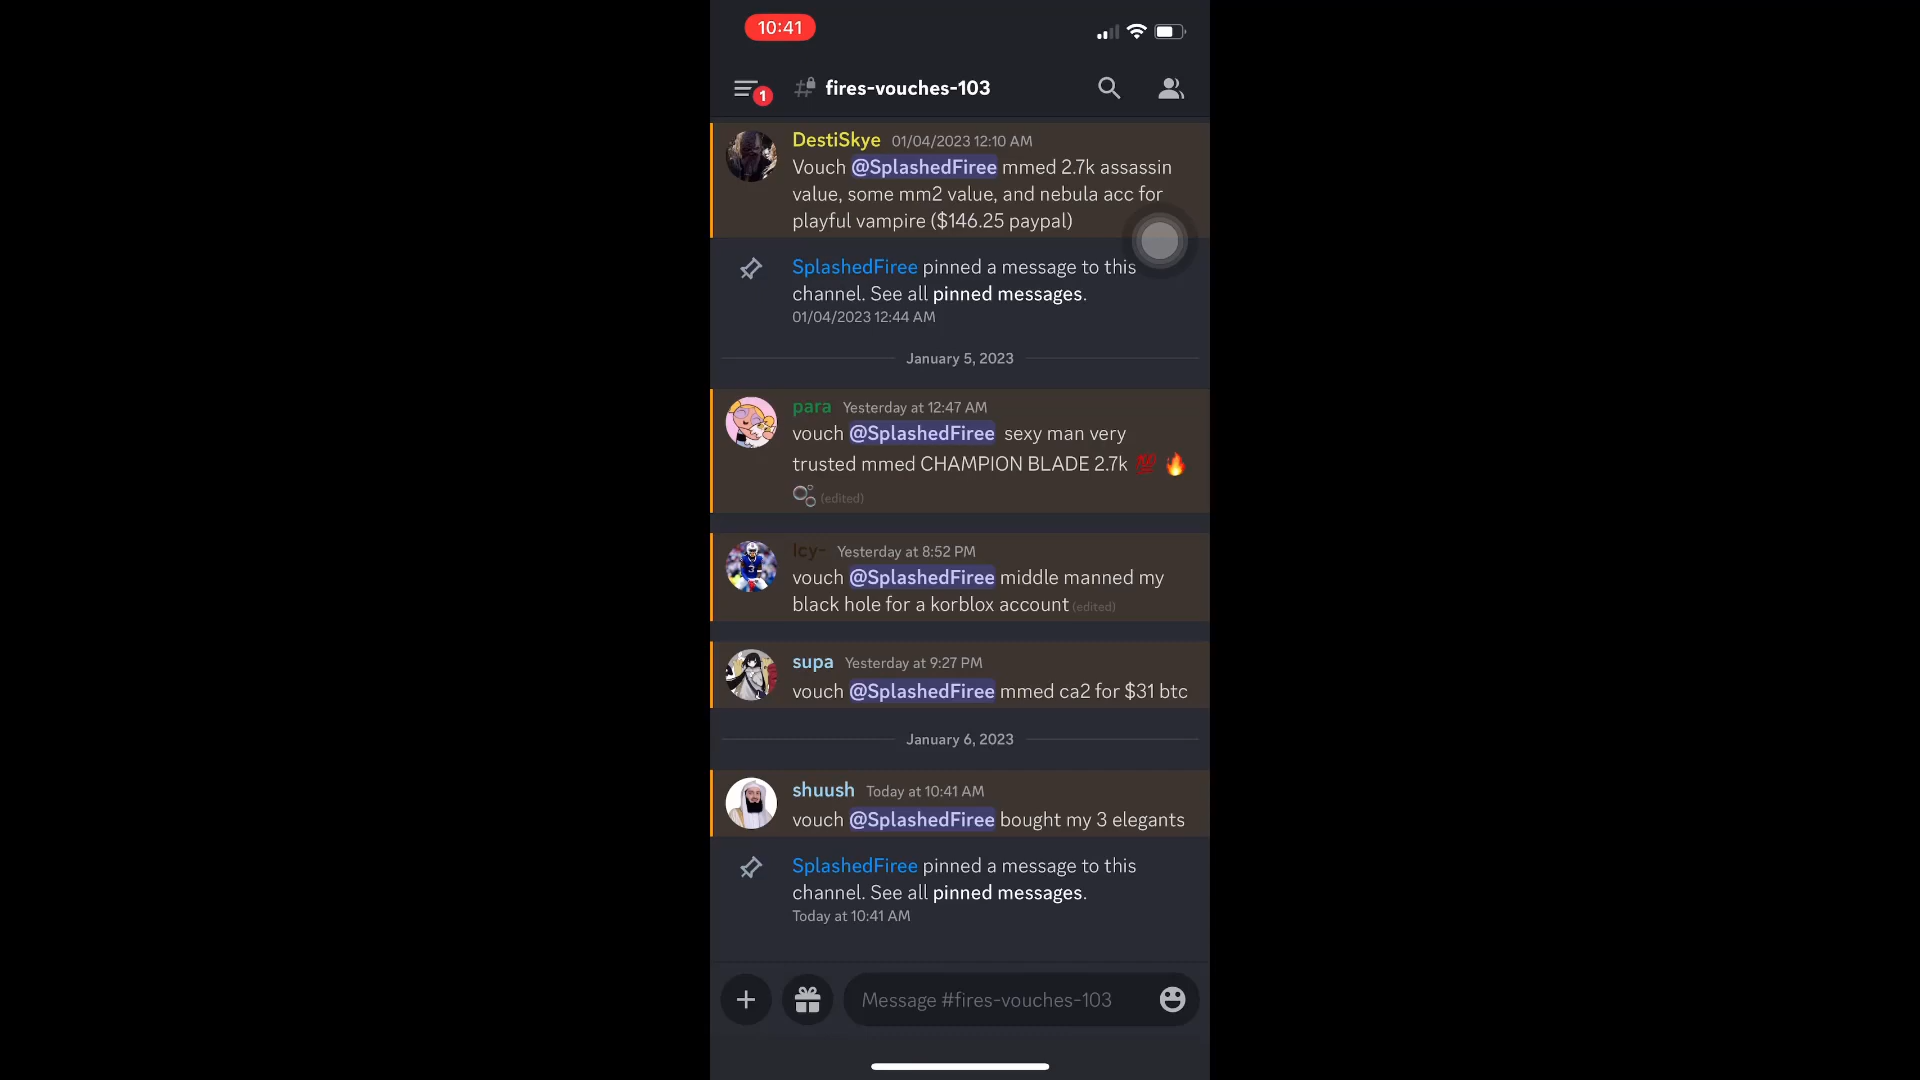 10:41
1
fires-vouches-103
DestiSkye 01/04/2023 12:10 AM
Vouch @SplashedFiree mmed 2.7k assassin
value, some mm2 value, and nebula acc for
playful vampire ($146.25 paypal)
SplashedFiree pinned a message to this
channel. See all pinned messages.
01/04/2023 12:44 AM
January 5, 2023
para Yesterday at 12:47 AM
vouch @SplashedFiree sexy man very
trusted mmed CHAMPION BLADE 2.7k 💯 🔥
(edited)
Icy- Yesterday at 8:52 PM
vouch @SplashedFiree middle manned my
black hole for a korblox account (edited)
supa Yesterday at 9:27 PM
vouch @SplashedFiree mmed ca2 for $31 btc
January 6, 2023
shuush Today at 10:41 AM
vouch @SplashedFiree bought my 3 elegants
SplashedFiree pinned a message to this
channel. See all pinned messages.
Today at 10:41 AM
Message #fires-vouches-103